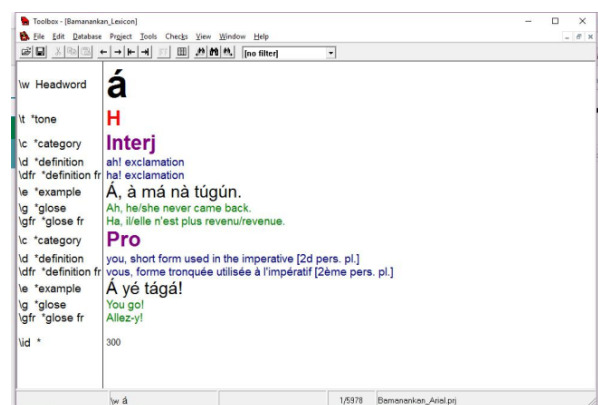 Toolbox - [Bamanankan_Lexicon]
File Edit Database Project Tools Checks View Window Help
[no filter]
\w Headword á
\t *tone H
\c *category Interj
\d *definition ah! exclamation
\dfr *definition fr ha! exclamation
\e *example Á, à má nà túgún.
\g *glose Ah, he/she never came back.
\gfr *glose fr Ha, il/elle n'est plus revenu/revenue.
\c *category Pro
\d *definition you, short form used in the imperative [2d pers. pl.]
\dfr *definition fr vous, forme tronquée utilisée à l'impératif [2ème pers. pl.]
\e *example Á yé tágá!
\g *glose You go!
\gfr *glose fr Allez-y!
\id * 300
\w á 1/5978 Bamanankan_Arial.prj